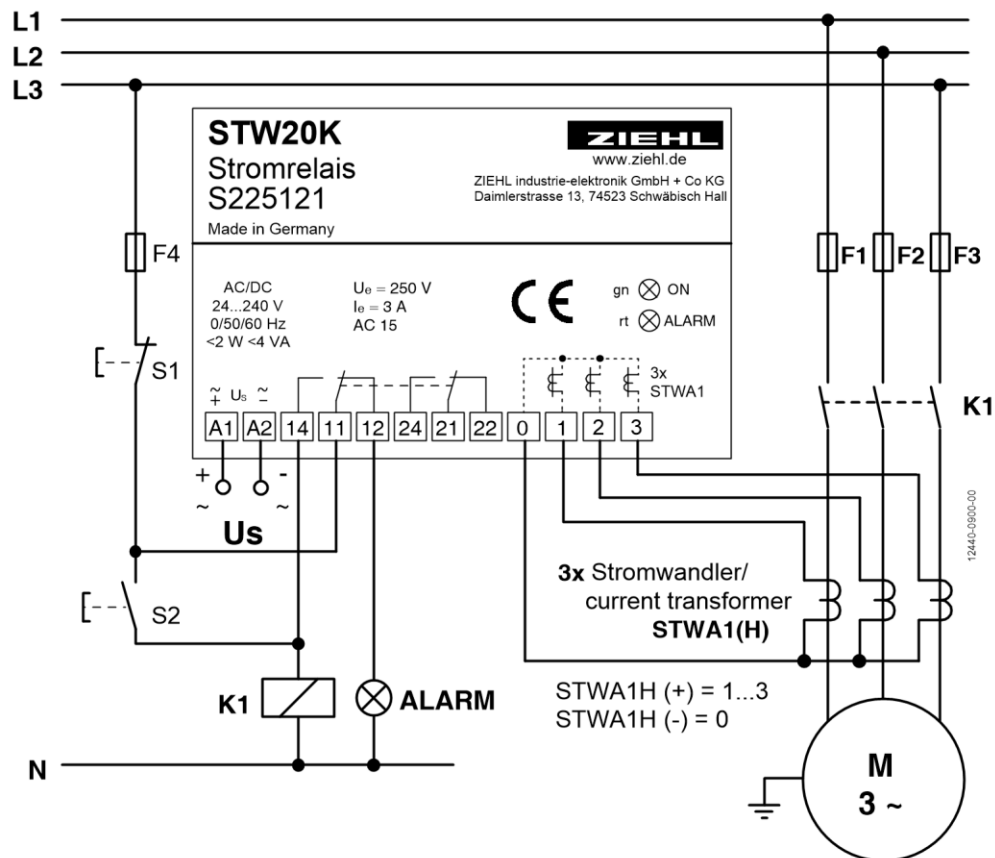 L1
L2
L3
STW20K
Stromrelais
S225121
Made in Germany
ZIEHL
www.ziehl.de
ZIEHL industrie-elektronik GmbH + Co KG
Daimlerstrasse 13, 74523 Schwäbisch Hall
F4
F1 F2 F3
AC/DC
24...240 V
0/50/60 Hz
<2 W <4 VA
Ue = 250 V
Ie = 3 A
AC 15
CE
gn ON
rt ALARM
S1
3x
STWA1
K1
~ Us ~
+ -
A1 A2 14 11 12 24 21 22 0 1 2 3
+ -
~ ~
Us
12440-0900-00
S2
3x Stromwandler/
current transformer
STWA1(H)
K1
ALARM
STWA1H (+) = 1...3
STWA1H (-) = 0
N
M
3 ~